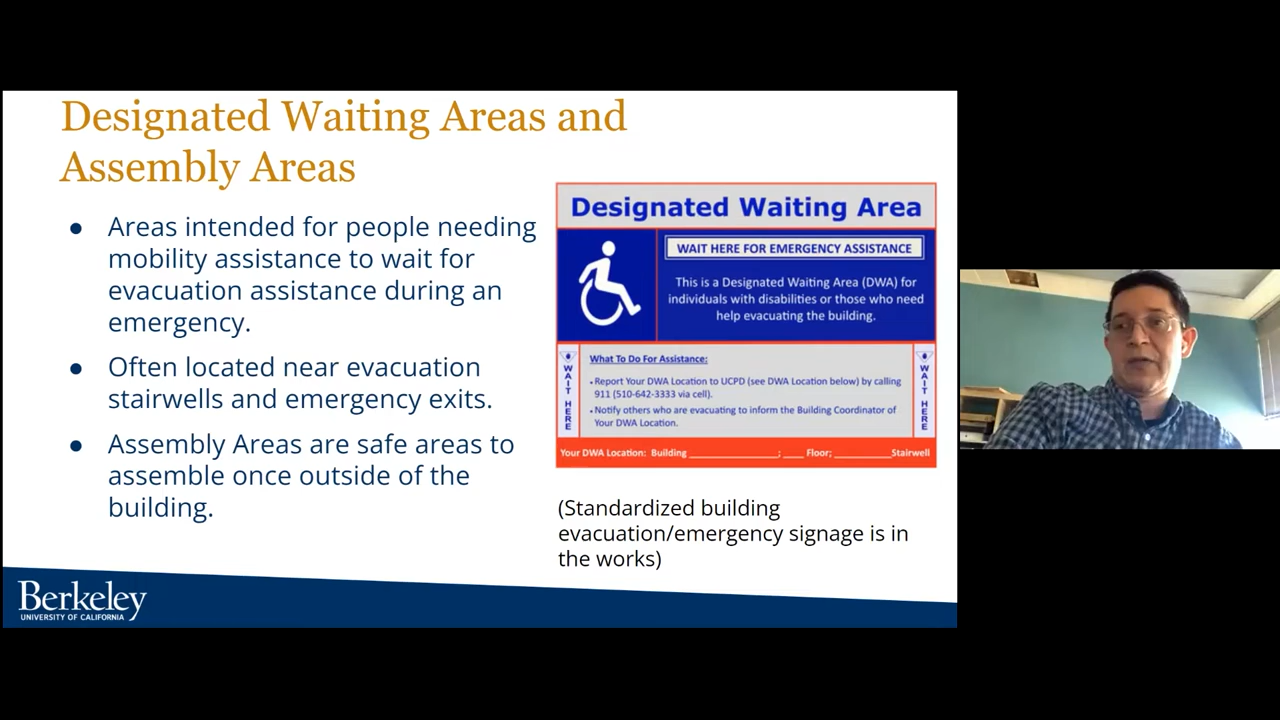 Designated Waiting Areas and
Assembly Areas
● Areas intended for people needing
mobility assistance to wait for
evacuation assistance during an
emergency.
● Often located near evacuation
stairwells and emergency exits.
● Assembly Areas are safe areas to
assemble once outside of the
building.
Designated Waiting Area
WAIT HERE FOR EMERGENCY ASSISTANCE
This is a Designated Waiting Area (DWA) for
individuals with disabilities or those who need
help evacuating the building.
WAIT HERE
What To Do For Assistance:
• Report Your DWA Location to UCPD (see DWA Location below) by calling
911 (510-642-3333 via cell).
• Notify others who are evacuating to inform the Building Coordinator of
Your DWA Location.
WAIT HERE
Your DWA Location: Building ________________; ____ Floor; ___________Stairwell
(Standardized building
evacuation/emergency signage is in
the works)
Berkeley
UNIVERSITY OF CALIFORNIA